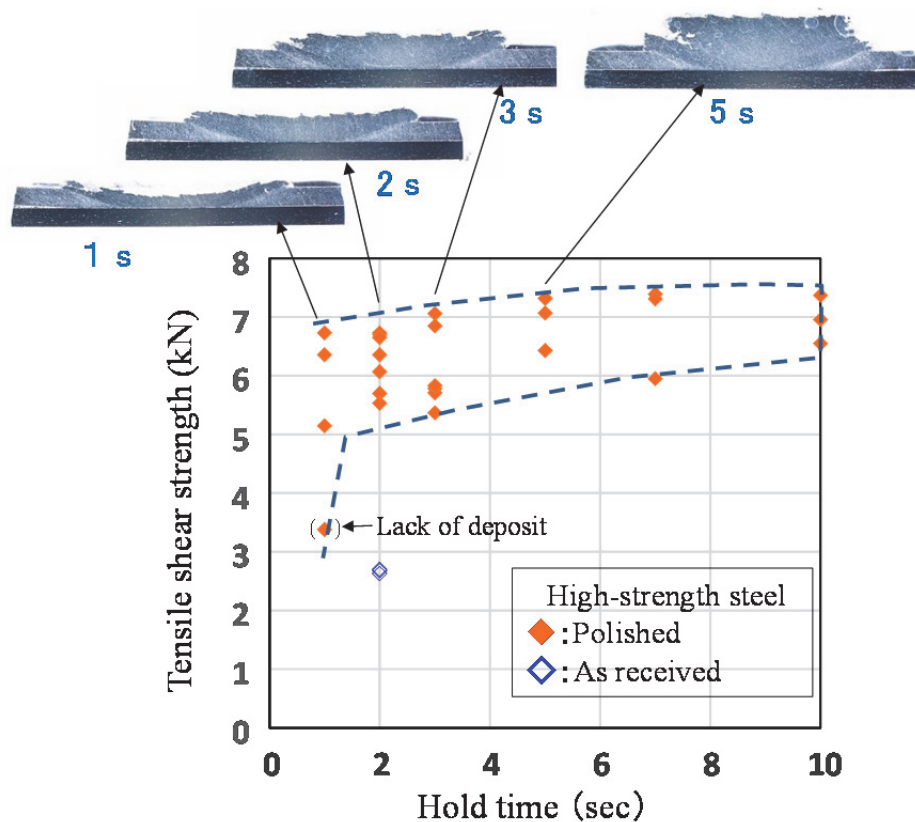 3 s
5 s
2 s
1 s
8
7
6
5
4
3
2
1
0
Tensile shear strength (kN)
( ) Lack of deposit
High-strength steel
: Polished
: As received
0 2 4 6 8 10
Hold time (sec)